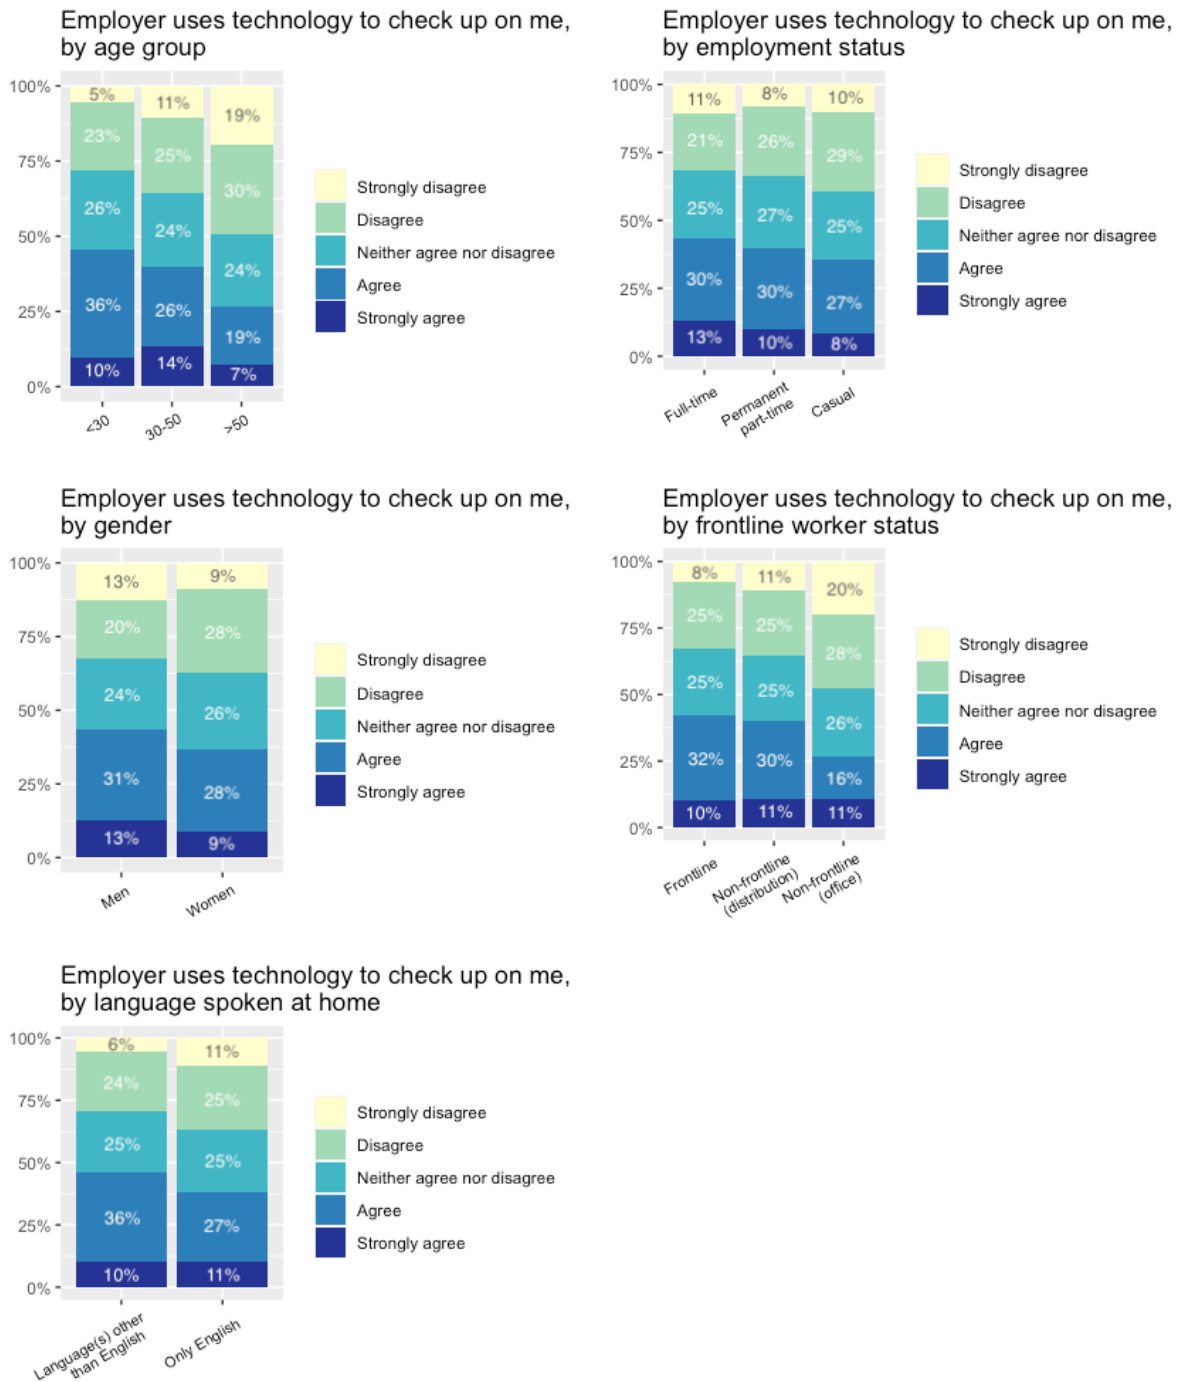 Employer uses technology to check up on me,
by age group
100%
75%
50%
25%
0%
5%
23%
26%
36%
10%
11%
25%
24%
26%
14%
19%
30%
24%
19%
7%
<30
30-50
>50
Strongly disagree
Disagree
Neither agree nor disagree
Agree
Strongly agree
Employer uses technology to check up on me,
by employment status
100%
75%
50%
25%
0%
11%
21%
25%
30%
13%
8%
26%
27%
30%
10%
10%
29%
25%
27%
8%
Full-time
Permanent
part-time
Casual
Strongly disagree
Disagree
Neither agree nor disagree
Agree
Strongly agree
Employer uses technology to check up on me,
by gender
100%
75%
50%
25%
0%
13%
20%
24%
31%
13%
9%
28%
26%
28%
9%
Men
Women
Strongly disagree
Disagree
Neither agree nor disagree
Agree
Strongly agree
Employer uses technology to check up on me,
by frontline worker status
100%
75%
50%
25%
0%
8%
25%
25%
32%
10%
11%
25%
25%
30%
11%
20%
28%
26%
16%
11%
Frontline
Non-frontline
(distribution)
Non-frontline
(office)
Strongly disagree
Disagree
Neither agree nor disagree
Agree
Strongly agree
Employer uses technology to check up on me,
by language spoken at home
100%
75%
50%
25%
0%
6%
24%
25%
36%
10%
11%
25%
25%
27%
11%
Language(s) other
than English
Only English
Strongly disagree
Disagree
Neither agree nor disagree
Agree
Strongly agree